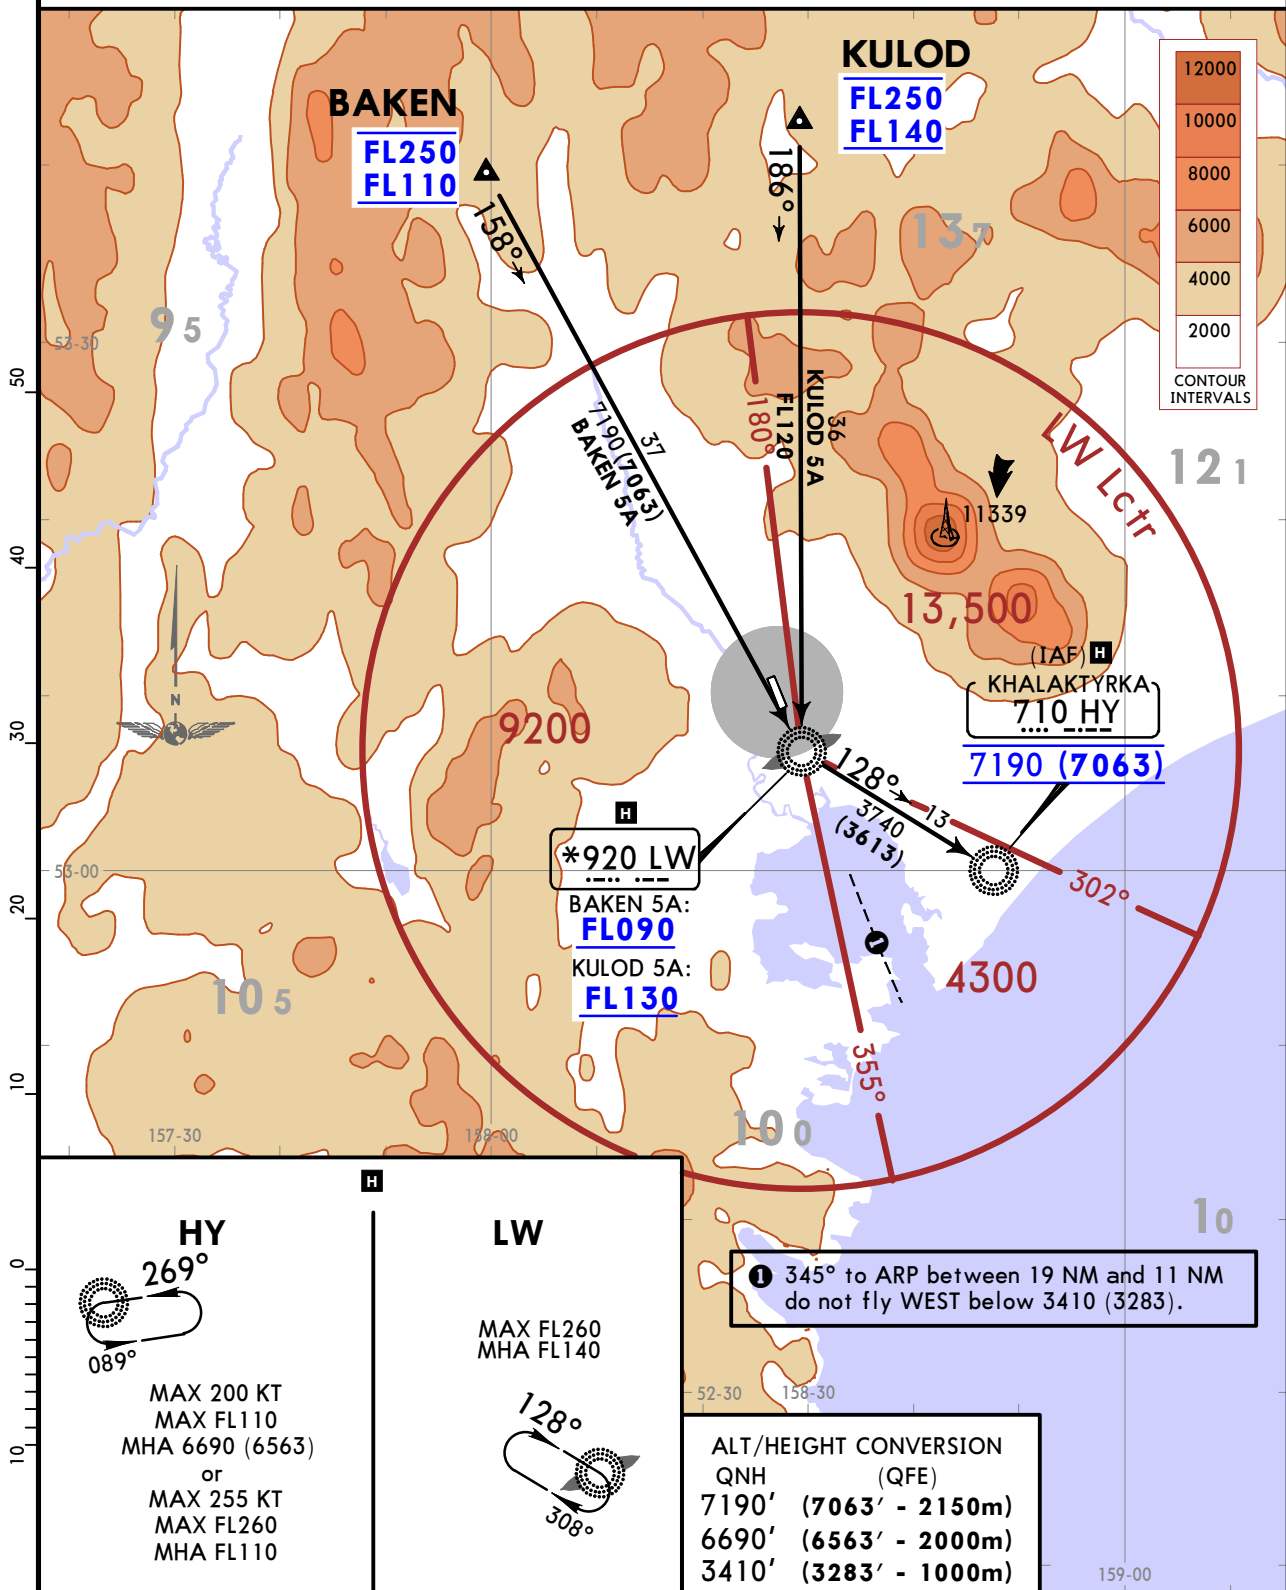 KULOD
FL250
FL140
BAKEN
FL250
FL110
12000
10000
8000
6000
4000
2000
CONTOUR
INTERVALS
186°
158°
137
95
53-30
50
KULOD 5A
36
FL120
180°
37
7190(7063)
BAKEN 5A
LW Lctr
121
11339
40
13,500
(IAF) H
KHALAKTYRKA
710 HY
7190 (7063)
N
30
9200
128°
13
3740
(3613)
H
*920 LW
53-00
BAKEN 5A:
FL090
KULOD 5A:
FL130
302°
20
1
4300
105
355°
10
100
157-30
158-00
H
10
HY
LW
269°
089°
MAX 200 KT
MAX FL110
MHA 6690 (6563)
or
MAX 255 KT
MAX FL260
MHA FL110
MAX FL260
MHA FL140
128°
308°
0
10
1 345° to ARP between 19 NM and 11 NM
do not fly WEST below 3410 (3283).
52-30
158-30
ALT/HEIGHT CONVERSION
QNH (QFE)
7190' (7063' - 2150m)
6690' (6563' - 2000m)
3410' (3283' - 1000m)
159-00